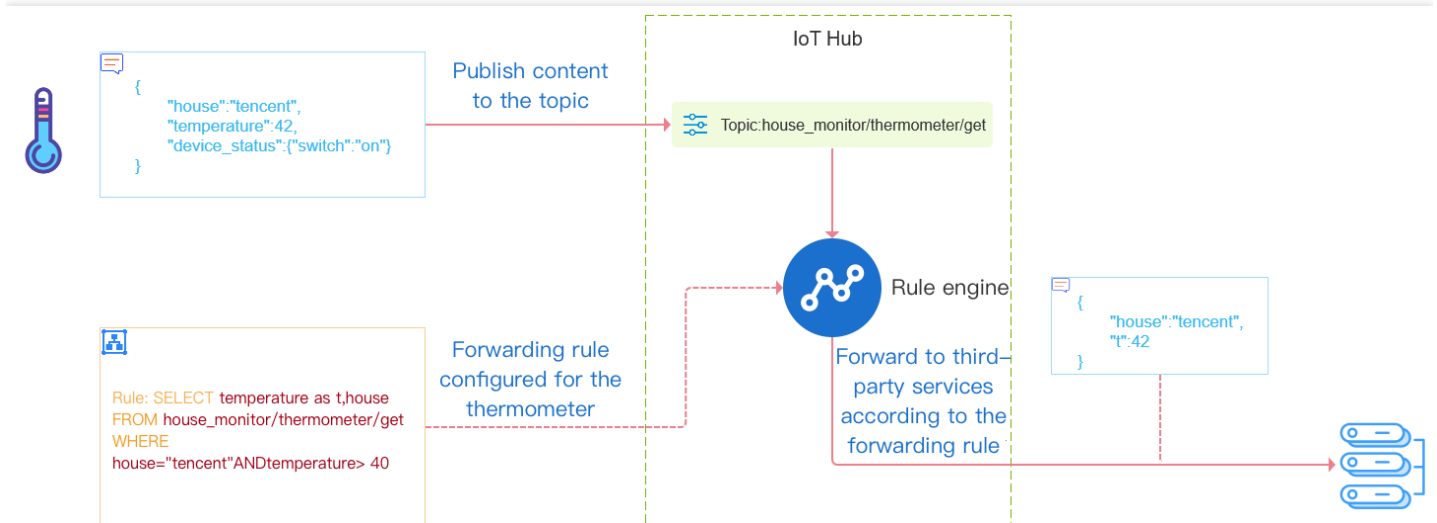 IoT Hub
{
"house":"tencent",
"temperature":42,
"device_status":{"switch":"on"}
}
Publish content
to the topic
Topic:house_monitor/thermometer/get
Rule engine
{
"house":"tencent",
"t":42
}
Rule: SELECT temperature as t,house
FROM house_monitor/thermometer/get
WHERE
house="tencent"ANDtemperature> 40
Forwarding rule
configured for the
thermometer
Forward to third-
party services
according to the
forwarding rule